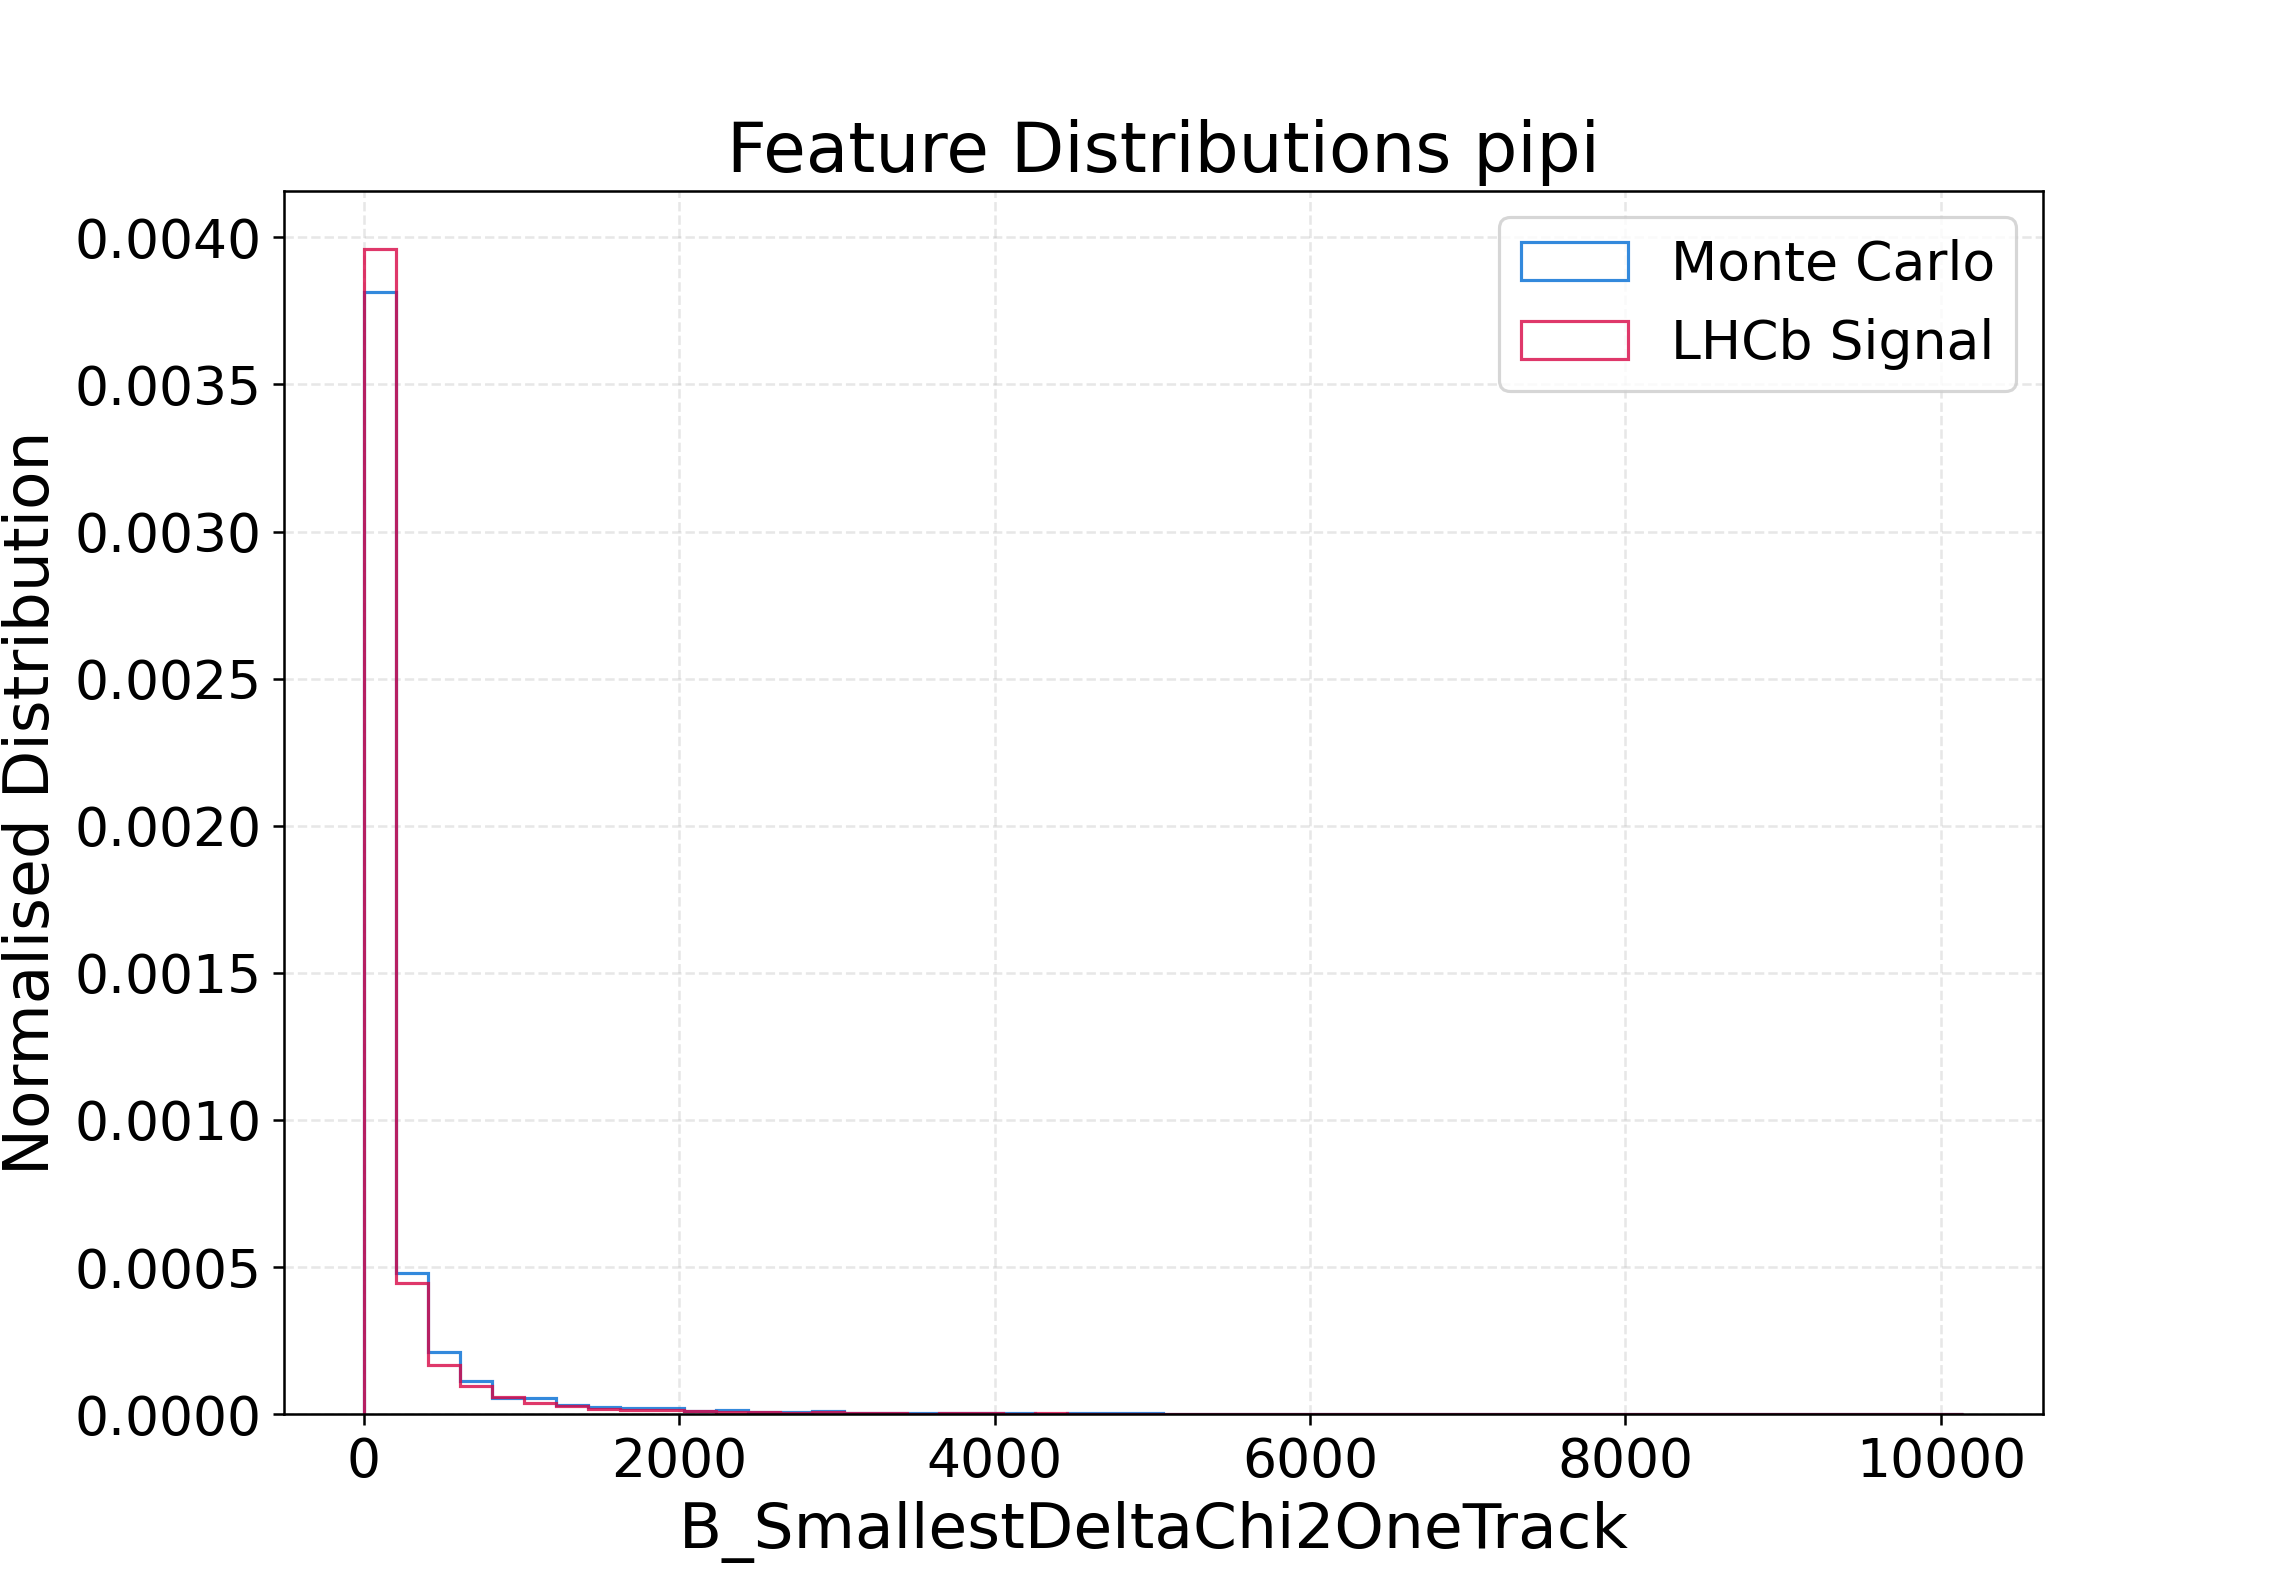 Feature Distributions pipi
Monte Carlo
LHCb Signal
Normalised Distribution
0.0040
0.0035
0.0030
0.0025
0.0020
0.0015
0.0010
0.0005
0.0000
0 2000 4000 6000 8000 10000
B_SmallestDeltaChi2OneTrack